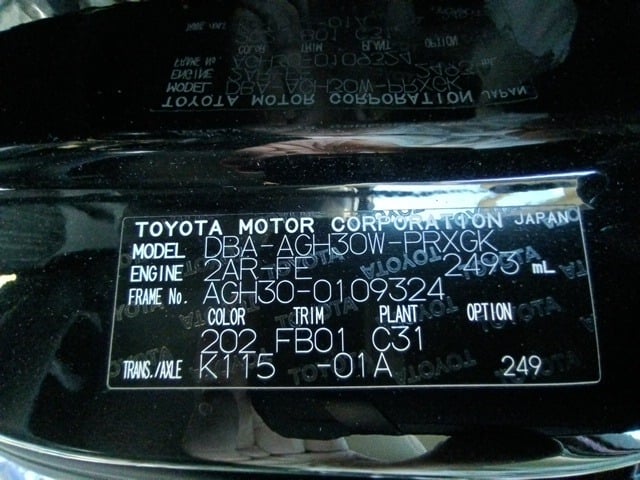 TOYOTA MOTOR CORPORATION JAPAN
MODEL DBA-AGH30W-PRXGK
ENGINE 2AR-FE 2493 mL
FRAME No. AGH30-0109324
COLOR TRIM PLANT OPTION
202 FB01 C31
TRANS./AXLE K115 -01A 249